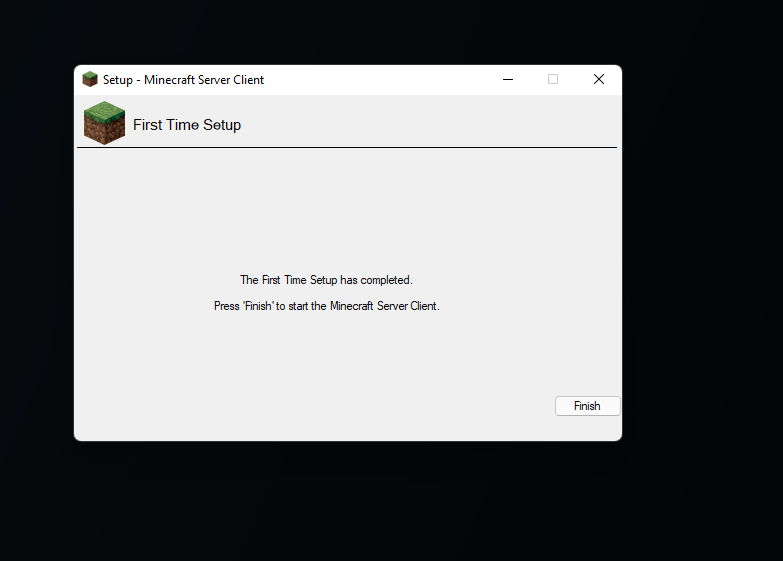 Setup - Minecraft Server Client
First Time Setup
The First Time Setup has completed.
Press 'Finish' to start the Minecraft Server Client.
Finish